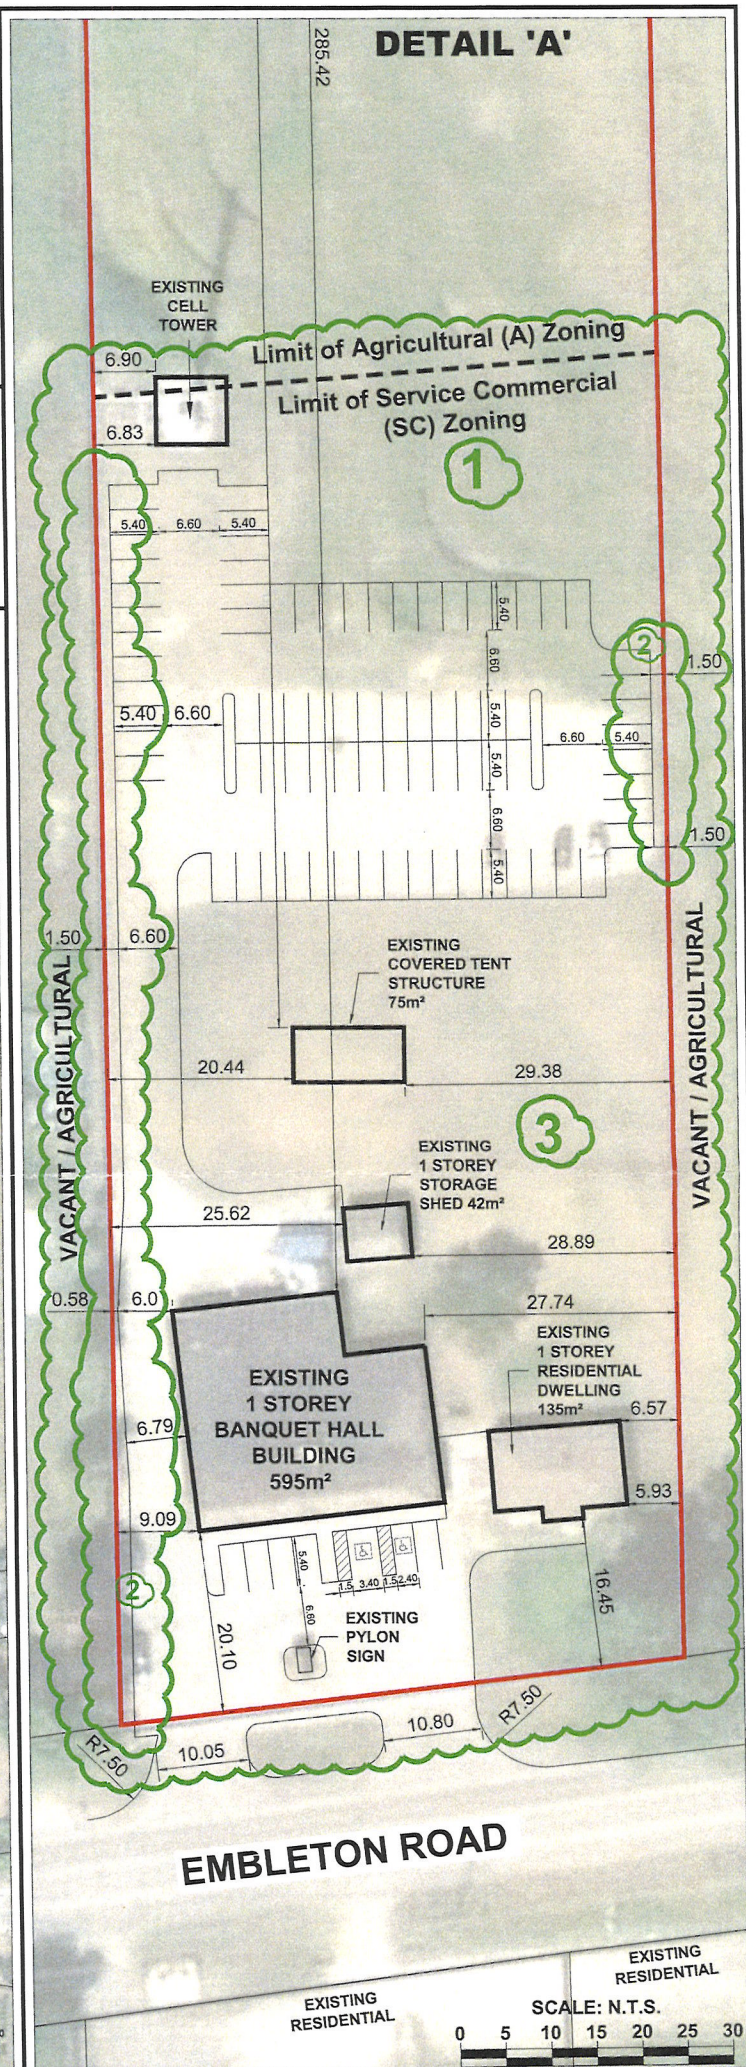 DETAIL 'A'
285.42
EXISTING
CELL
TOWER
6.90
Limit of Agricultural (A) Zoning
Limit of Service Commercial
(SC) Zoning
6.83
1
5.40 6.60 5.40
5.40
2
6.60
1.50
5.40 6.60
5.40
6.60 5.40
5.40
6.60
1.50
5.40
1.50 6.60
EXISTING
COVERED TENT
STRUCTURE
75m²
VACANT / AGRICULTURAL
VACANT / AGRICULTURAL
20.44
29.38
3
EXISTING
1 STOREY
STORAGE
SHED 42m²
25.62
28.89
0.58 6.0
27.74
EXISTING
1 STOREY
RESIDENTIAL
DWELLING
135m²
EXISTING
1 STOREY
BANQUET HALL
BUILDING
595m²
6.79
6.57
5.93
9.09
5.40
1.5 3.40 1.5 2.40
2
6.60
16.45
20.10
EXISTING
PYLON
SIGN
R7.50
10.05
10.80
R7.50
EMBLETON ROAD
EXISTING
RESIDENTIAL
EXISTING
RESIDENTIAL
SCALE: N.T.S.
0 5 10 15 20 25 30